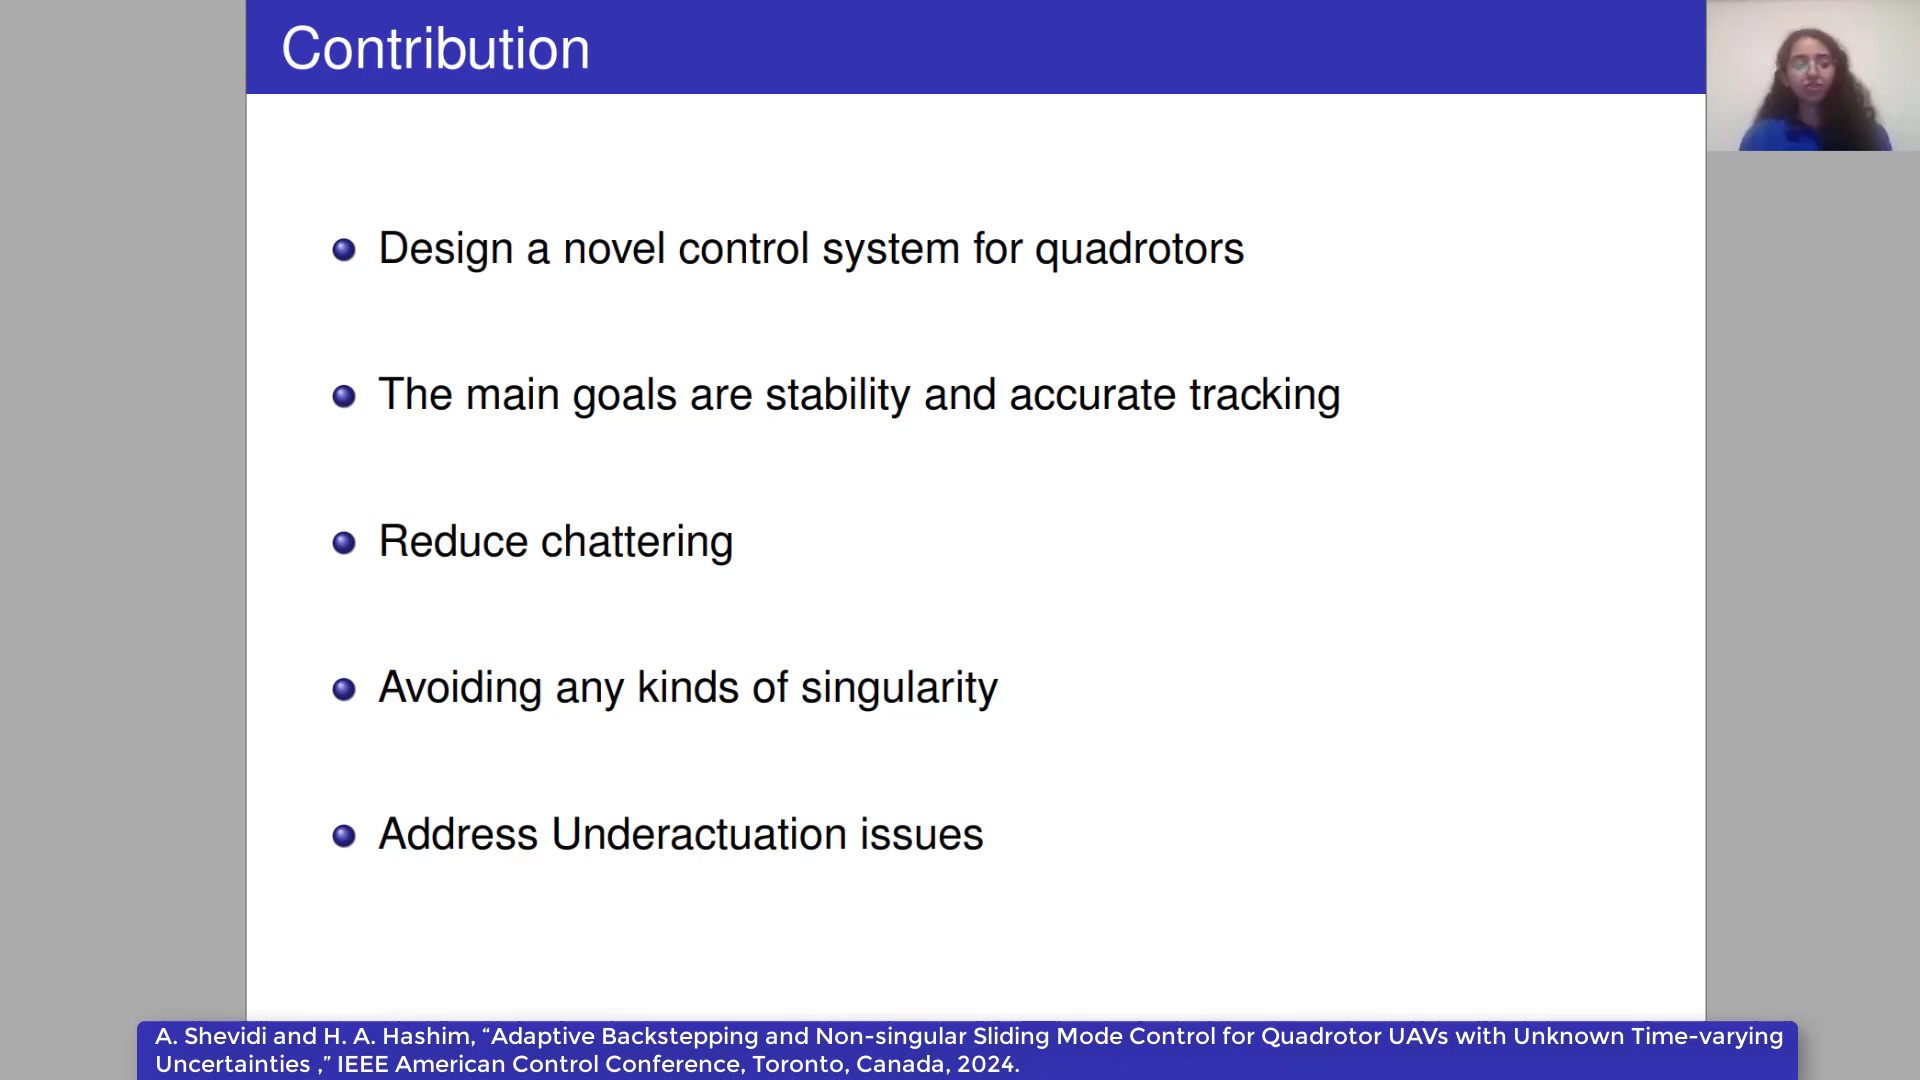 Contribution
Design a novel control system for quadrotors
The main goals are stability and accurate tracking
Reduce chattering
Avoiding any kinds of singularity
Address Underactuation issues
A. Shevidi and H. A. Hashim, “Adaptive Backstepping and Non-singular Sliding Mode Control for Quadrotor UAVs with Unknown Time-varying
Uncertainties ,” IEEE American Control Conference, Toronto, Canada, 2024.